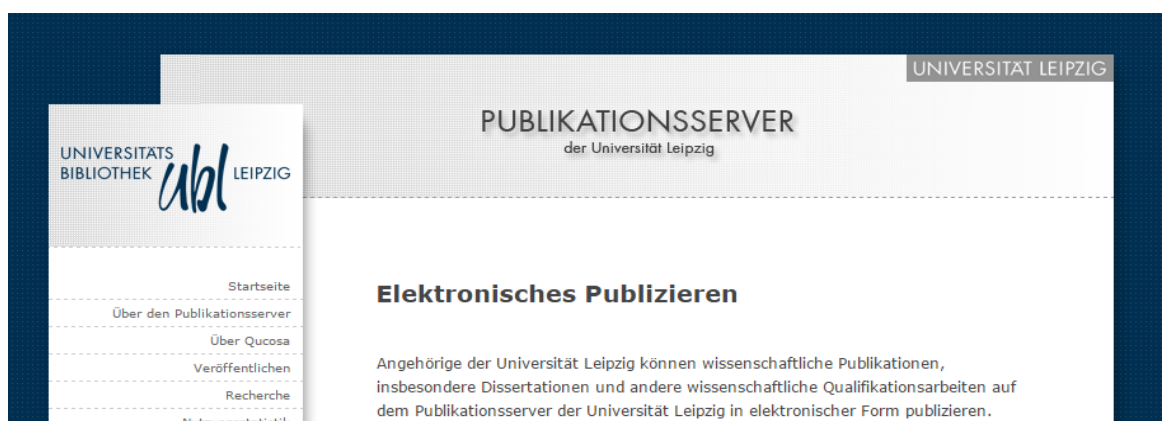 UNIVERSITÄT LEIPZIG
PUBLIKATIONSSERVER
der Universität Leipzig
UNIVERSITÄTS
BIBLIOTHEK ubl LEIPZIG
Startseite
Über den Publikationsserver
Über Qucosa
Veröffentlichen
Recherche
Elektronisches Publizieren
Angehörige der Universität Leipzig können wissenschaftliche Publikationen,
insbesondere Dissertationen und andere wissenschaftliche Qualifikationsarbeiten auf
dem Publikationsserver der Universität Leipzig in elektronischer Form publizieren.